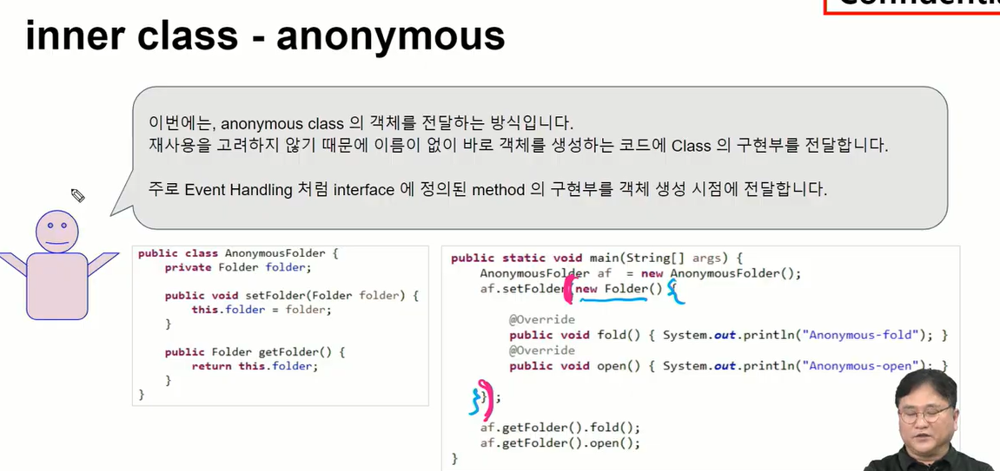 inner class - anonymous
이번에는, anonymous class 의 객체를 전달하는 방식입니다.
재사용을 고려하지 않기 때문에 이름이 없이 바로 객체를 생성하는 코드에 Class 의 구현부를 전달합니다.
주로 Event Handling 처럼 interface 에 정의된 method 의 구현부를 객체 생성 시점에 전달합니다.
public class AnonymousFolder {
private Folder folder;
public void setFolder(Folder folder) {
this.folder = folder;
}
public Folder getFolder() {
return this.folder;
}
}
public static void main(String[] args) {
AnonymousFolder af = new AnonymousFolder();
af.setFolder(new Folder() {
@Override
public void fold() { System.out.println("Anonymous-fold"); }
@Override
public void open() { System.out.println("Anonymous-open"); }
});
af.getFolder().fold();
af.getFolder().open();
}